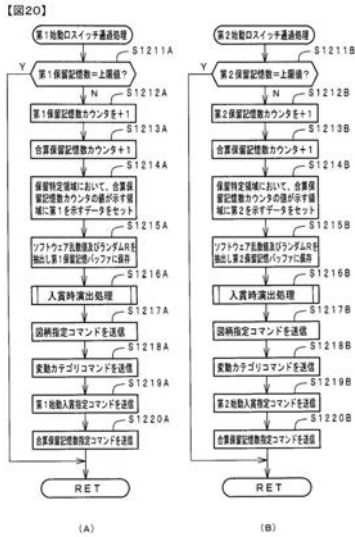 【図20】
第1始動口スイッチ通過処理
S1211A
Y
第1保留記憶数=上限値?
N
S1212A
第1保留記憶数カウンタを+1
S1213A
合算保留記憶数カウンタ+1
S1214A
保留特定領域において、合算保
留記憶数カウンタの値が示す領
域に第1を示すデータをセット
S1215A
ソフトウェア乱数値及びランダムRを
抽出し第1保留記憶バッファに保存
S1216A
入賞時演出処理
S1217A
図柄指定コマンドを送信
S1218A
変動カテゴリコマンドを送信
S1219A
第1始動入賞指定コマンドを送信
S1220A
合算保留記憶数指定コマンドを送信
RET
(A)
第2始動口スイッチ通過処理
S1211B
Y
第2保留記憶数=上限値?
N
S1212B
第2保留記憶数カウンタを+1
S1213B
合算保留記憶数カウンタ+1
S1214B
保留特定領域において、合算保
留記憶数カウンタの値が示す領
域に第2を示すデータをセット
S1215B
ソフトウェア乱数値及びランダムRを
抽出し第2保留記憶バッファに保存
S1216B
入賞時演出処理
S1217B
図柄指定コマンドを送信
S1218B
変動カテゴリコマンドを送信
S1219B
第2始動入賞指定コマンドを送信
S1220B
合算保留記憶数指定コマンドを送信
RET
(B)